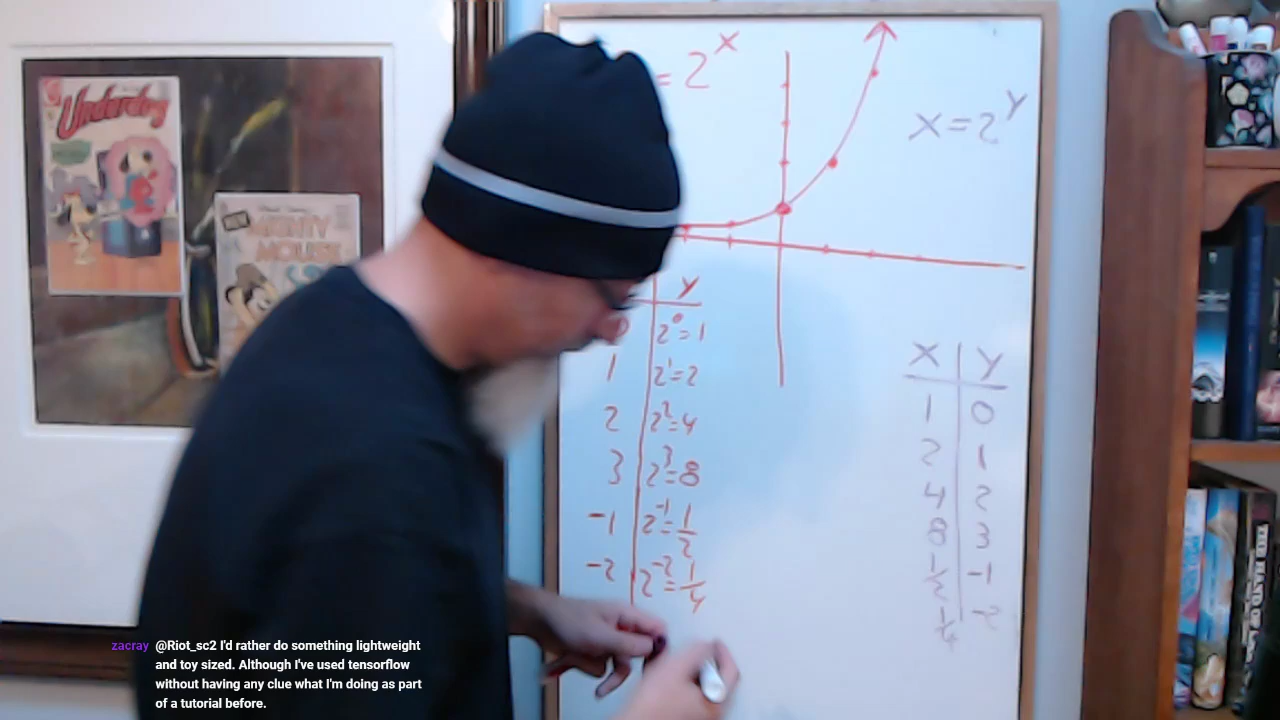 Underdog
MIGHTY
MOUSE
= 2^x
x = 2^y
y
0 2^0=1
1 2^1=2
2 2^2=4
3 2^3=8
-1 2^-1=1/2
-2 2^-2=1/4
X Y
1 0
2 1
4 2
8 3
1/2 -1
1/4 -2
zacray @Riot_sc2 I'd rather do something lightweight
and toy sized. Although I've used tensorflow
without having any clue what I'm doing as part
of a tutorial before.